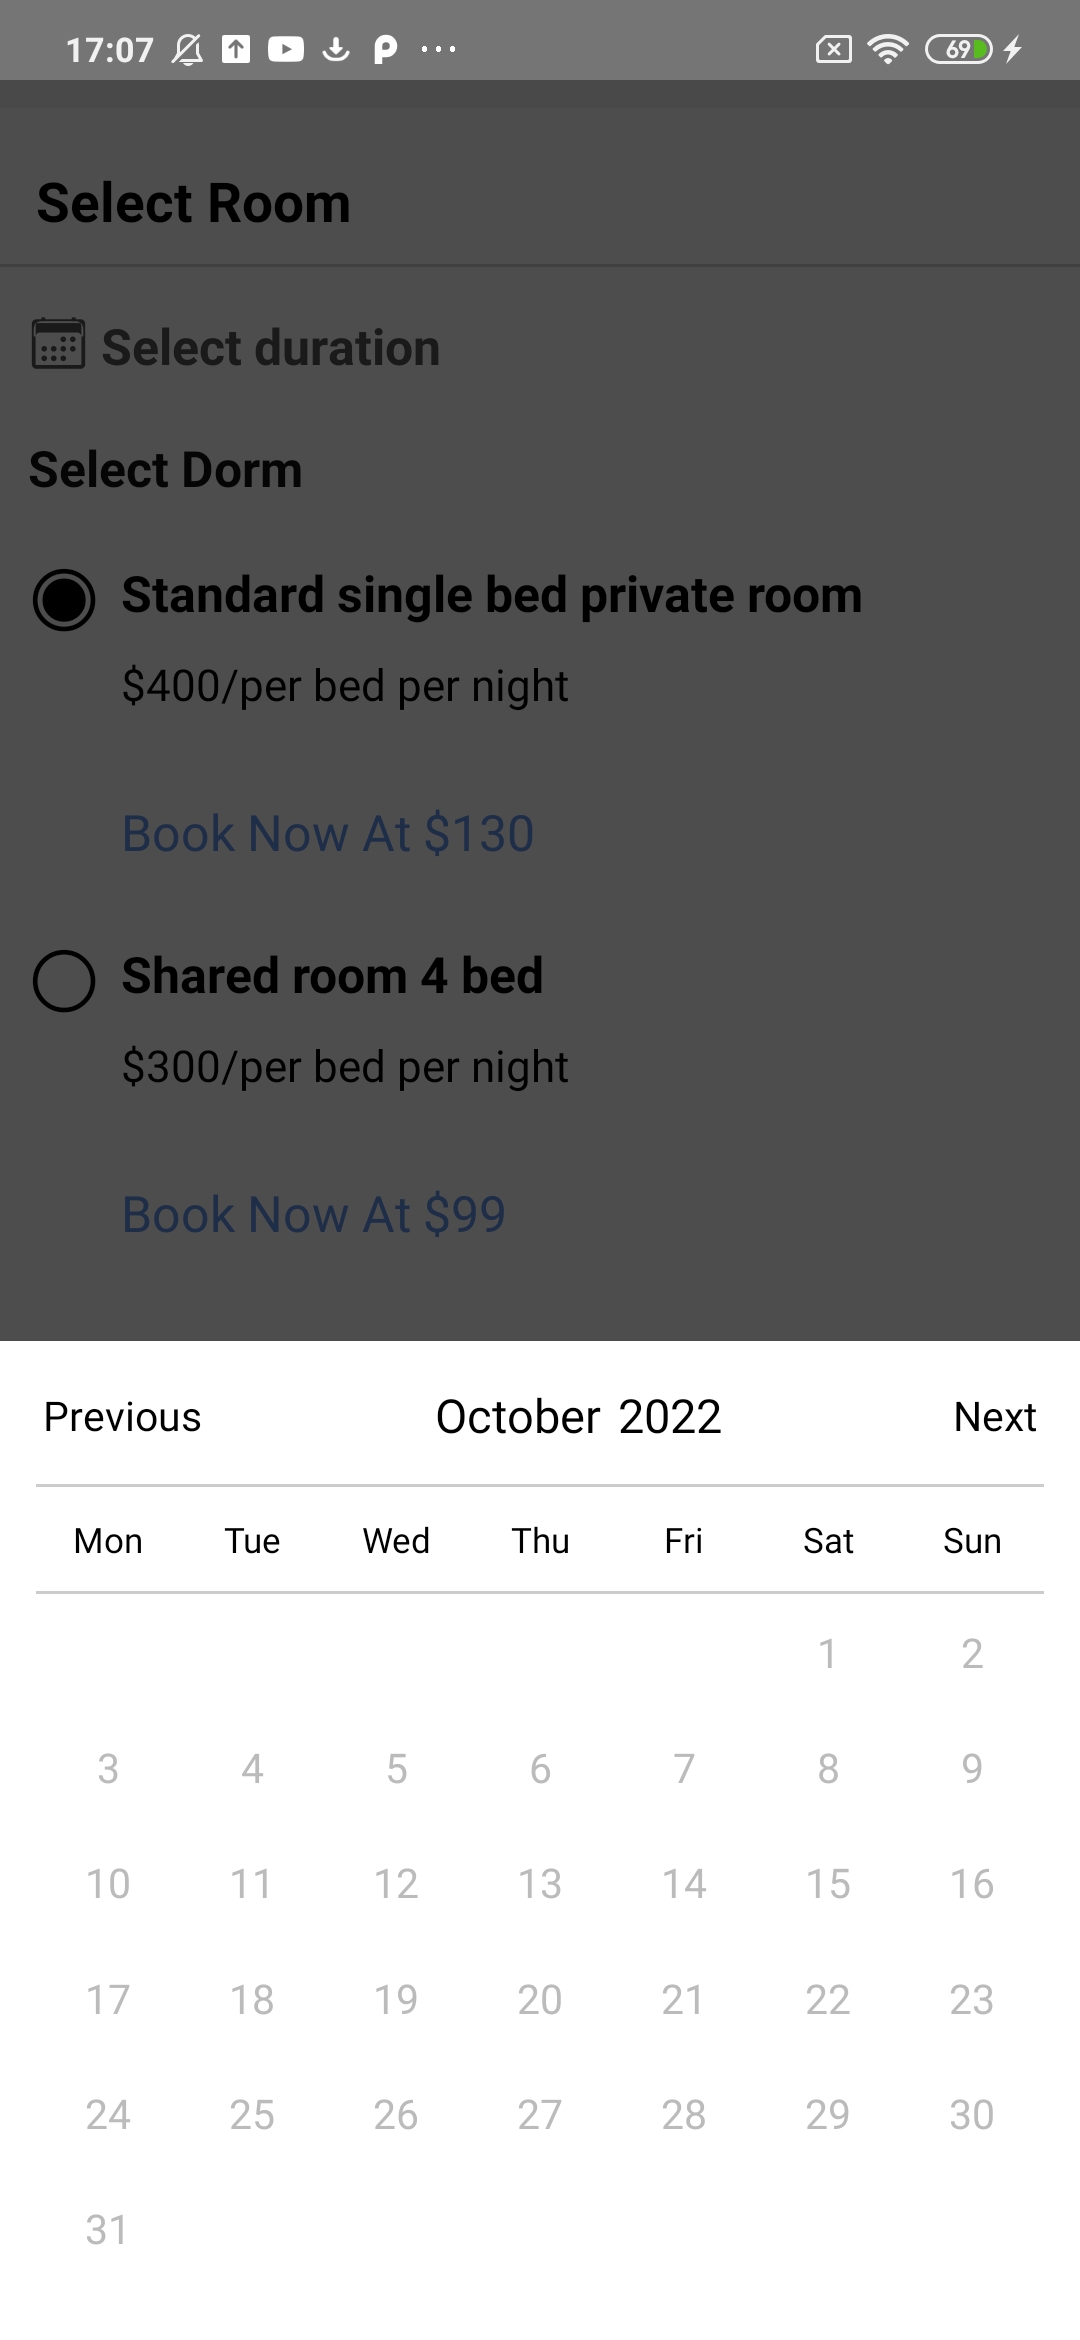 17:07 69
Select Room
Select duration
Select Dorm
Standard single bed private room
$400/per bed per night
Book Now At $130
Shared room 4 bed
$300/per bed per night
Book Now At $99
Previous October 2022 Next
Mon Tue Wed Thu Fri Sat Sun
1 2
3 4 5 6 7 8 9
10 11 12 13 14 15 16
17 18 19 20 21 22 23
24 25 26 27 28 29 30
31